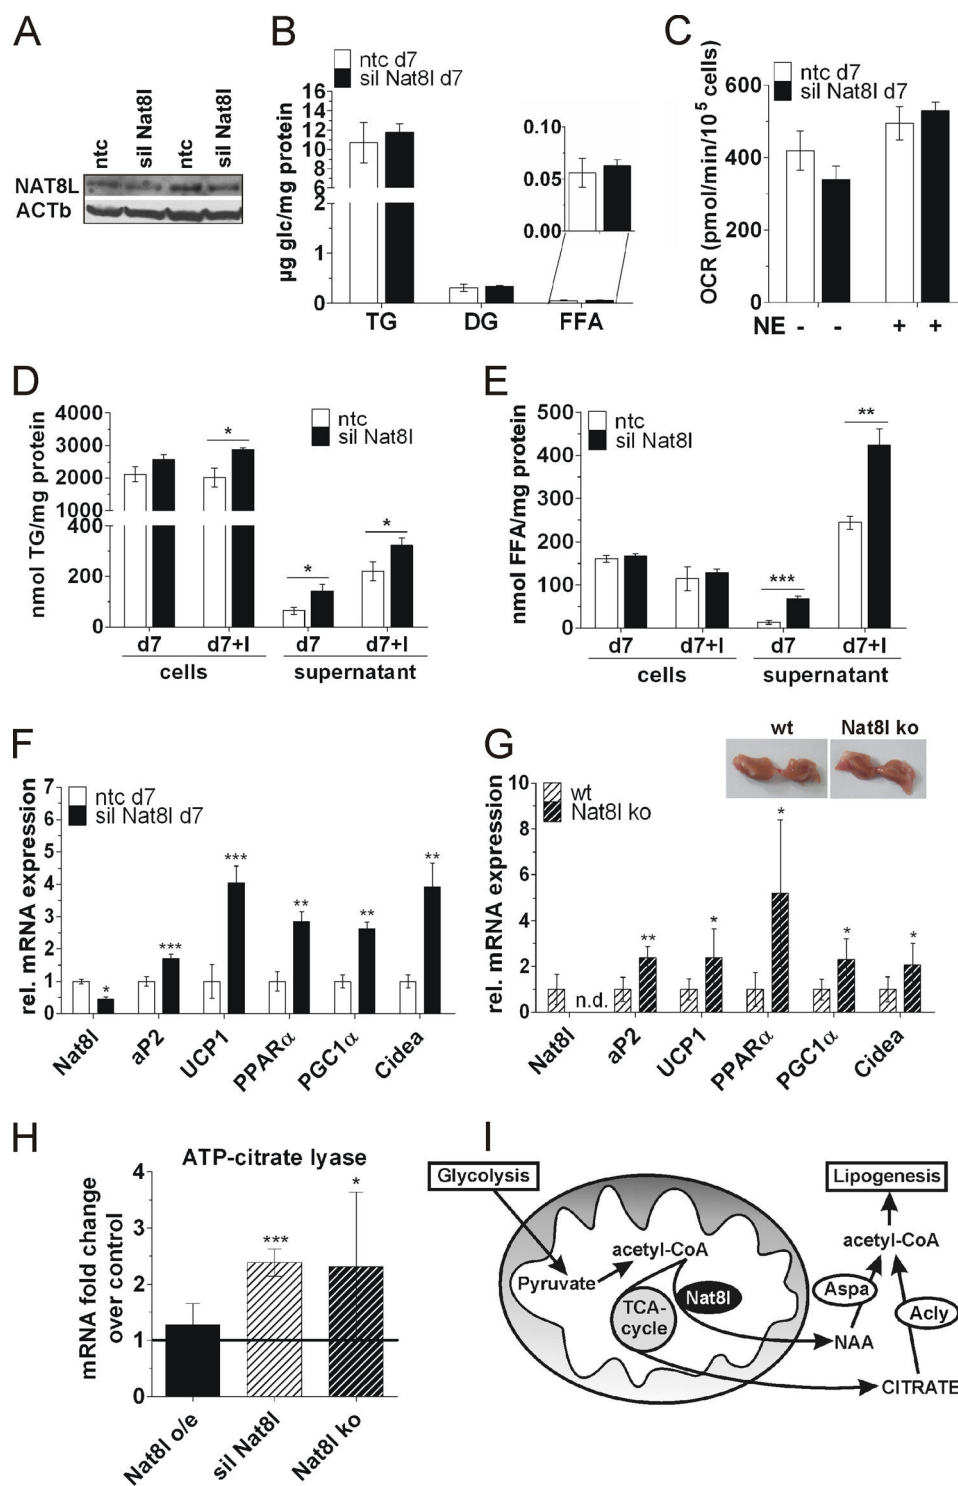 A
ntc
sil Nat8l
ntc
sil Nat8l
NAT8L
ACTb
B
ntc d7
sil Nat8l d7
µg glc/mg protein
16
14
12
10
8
6
2
1
0
0.10
0.05
0.00
TG DG FFA
C
ntc d7
sil Nat8l d7
OCR (pmol/min/10⁵ cells)
600
400
200
0
NE - - + +
D
ntc
sil Nat8l
nmol TG/mg protein
4000
3000
2000
1000
400
200
0
* * *
d7 d7+I d7 d7+I
cells supernatant
E
ntc
sil Nat8l
nmol FFA/mg protein
500
400
300
200
100
0
*** **
d7 d7+I d7 d7+I
cells supernatant
F
ntc d7
sil Nat8l d7
rel. mRNA expression
7
6
5
4
3
2
1
0
* *** *** ** ** **
Nat8l aP2 UCP1 PPARα PGC1α Cidea
G
wt Nat8l ko
wt
Nat8l ko
rel. mRNA expression
10
8
6
4
2
0
n.d. ** * * * *
Nat8l aP2 UCP1 PPARα PGC1α Cidea
H
ATP-citrate lyase
mRNA fold change
over control
4
3
2
1
0
*** *
Nat8l o/e sil Nat8l Nat8l ko
I
Glycolysis
Lipogenesis
acetyl-CoA
acetyl-CoA
Pyruvate
Nat8l
Aspa
TCA-
cycle
Acly
NAA
CITRATE